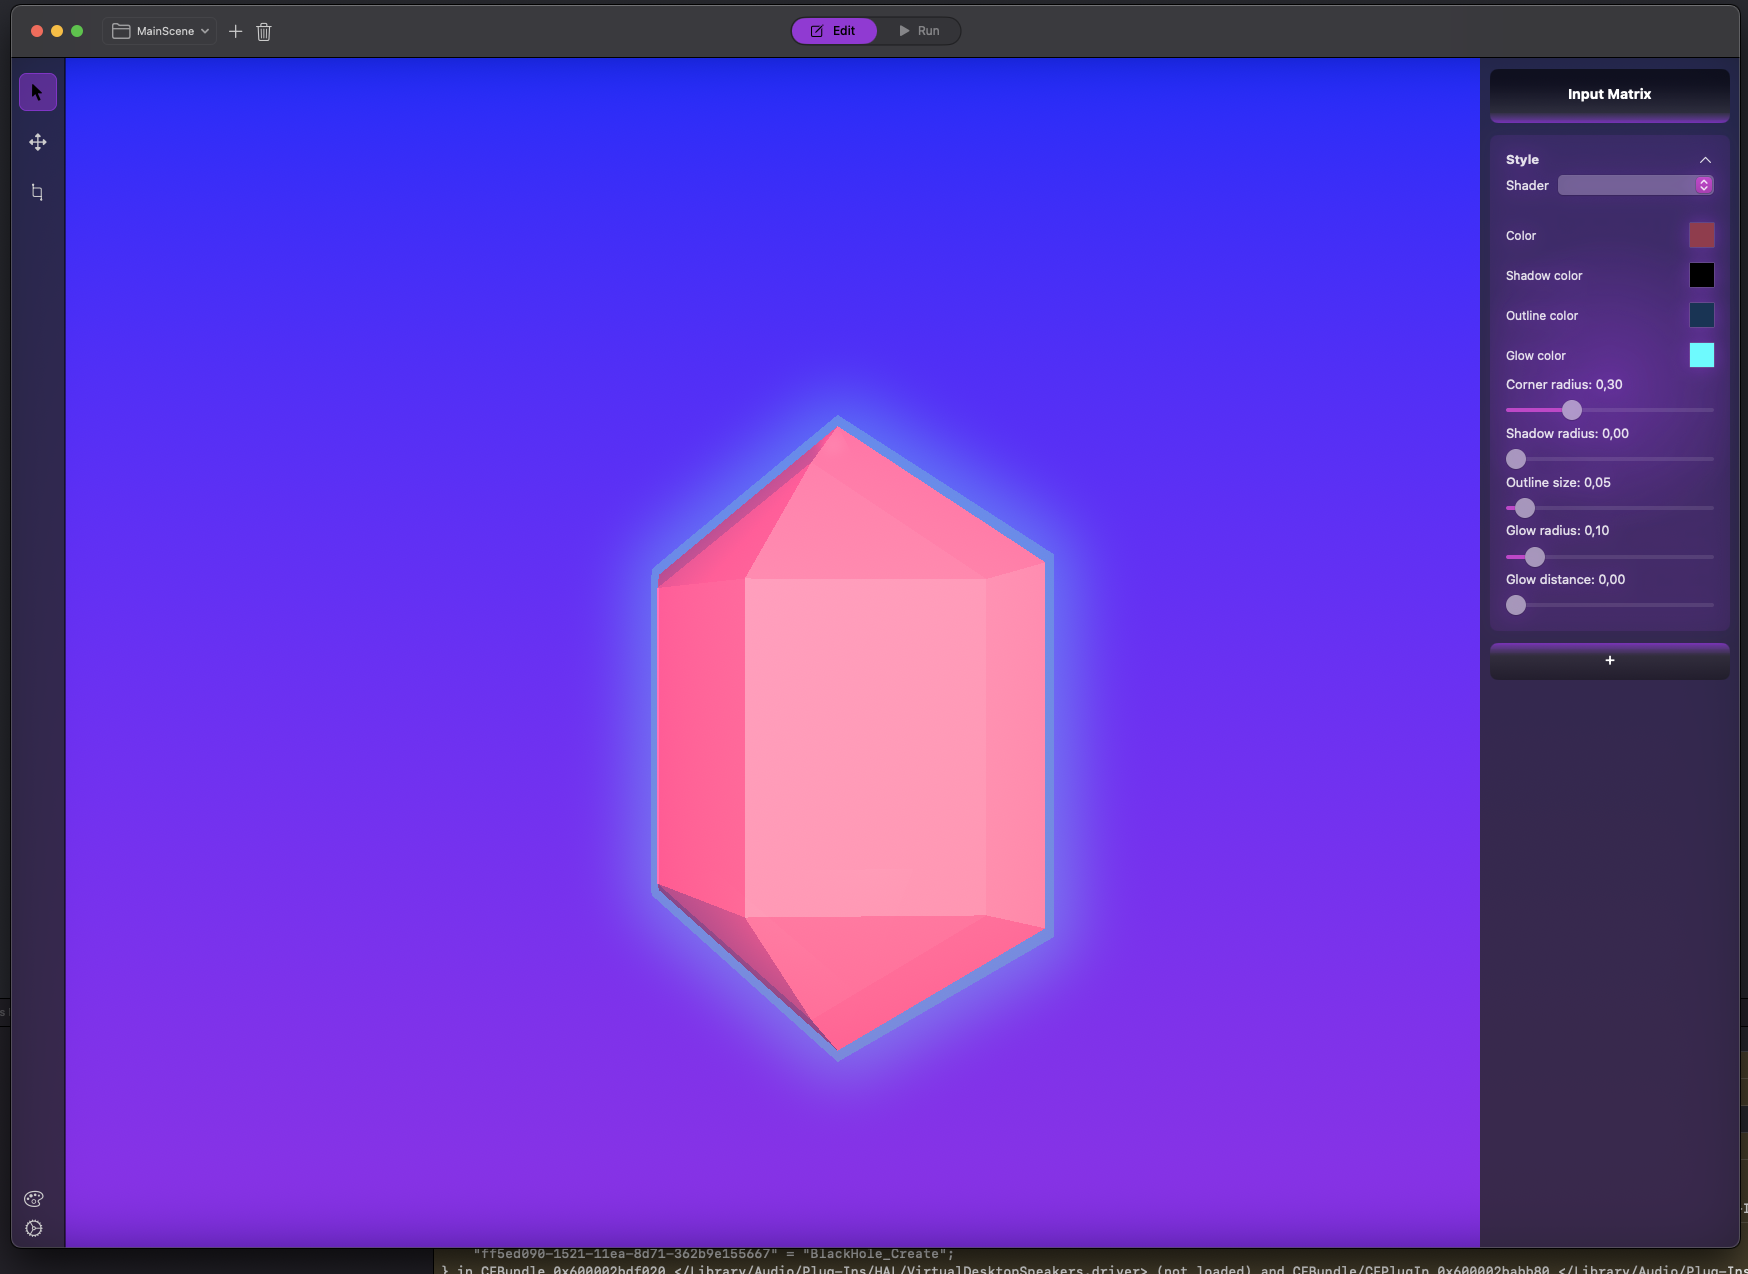 MainScene
Edit
Run
Input Matrix
Style
Shader
Color
Shadow color
Outline color
Glow color
Corner radius: 0,30
Shadow radius: 0,00
Outline size: 0,05
Glow radius: 0,10
Glow distance: 0,00
+
"ff5ed090-1521-11ea-8d71-362b9e155667" = "BlackHole_Create";
} in CFBundle 0x600002bdf020 </Library/Audio/Plug-Ins/HAL/VirtualDesktopSpeakers.driver> (not loaded) and CFBundle/CFPlugIn 0x600002babb80 </Library/Audio/Plug-Ins